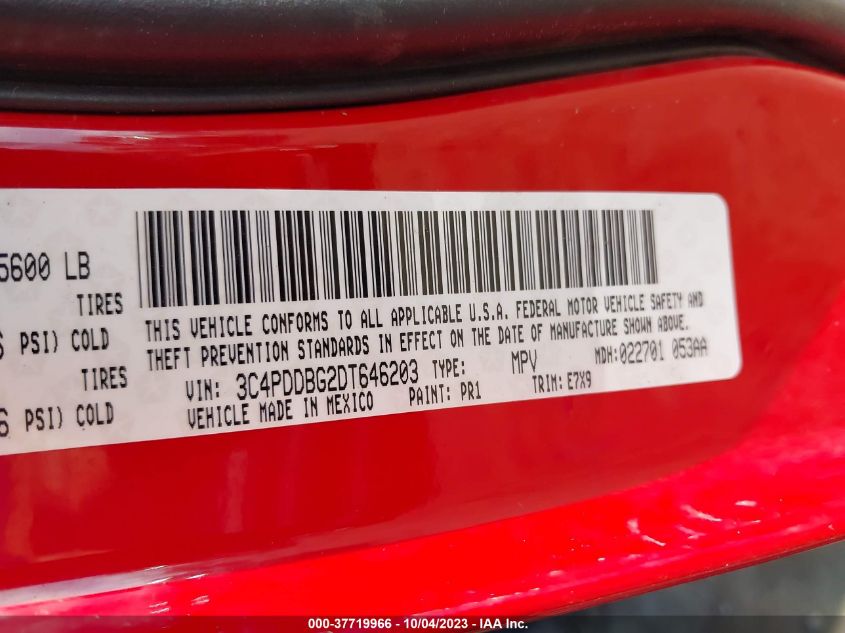 5600 LB
TIRES
PSI) COLD
TIRES
PSI) COLD
THIS VEHICLE CONFORMS TO ALL APPLICABLE U.S.A. FEDERAL MOTOR VEHICLE SAFETY AND
THEFT PREVENTION STANDARDS IN EFFECT ON THE DATE OF MANUFACTURE SHOWN ABOVE.
VIN: 3C4PDDBG2DT646203 TYPE: MPV MDH:022701 053AA
VEHICLE MADE IN MEXICO PAINT: PR1 TRIM: E7X9
000-37719966 - 10/04/2023 - IAA Inc.